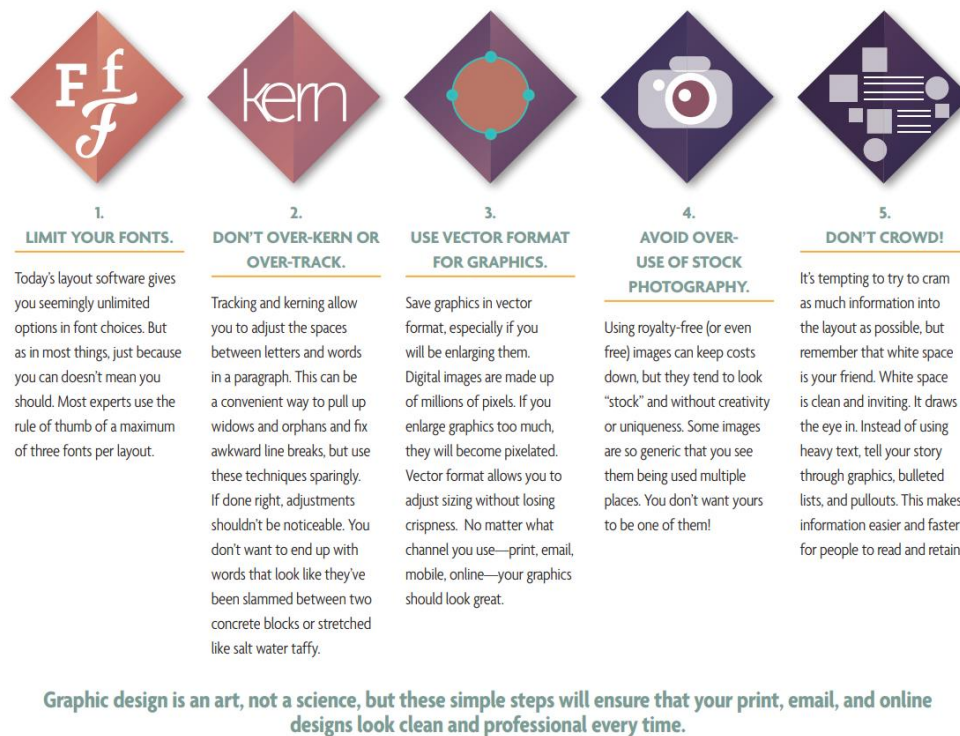 F f F
kern
1.
LIMIT YOUR FONTS.
Today's layout software gives
you seemingly unlimited
options in font choices. But
as in most things, just because
you can doesn't mean you
should. Most experts use the
rule of thumb of a maximum
of three fonts per layout.
2.
DON'T OVER-KERN OR
OVER-TRACK.
Tracking and kerning allow
you to adjust the spaces
between letters and words
in a paragraph. This can be
a convenient way to pull up
widows and orphans and fix
awkward line breaks, but use
these techniques sparingly.
If done right, adjustments
shouldn't be noticeable. You
don't want to end up with
words that look like they've
been slammed between two
concrete blocks or stretched
like salt water taffy.
3.
USE VECTOR FORMAT
FOR GRAPHICS.
Save graphics in vector
format, especially if you
will be enlarging them.
Digital images are made up
of millions of pixels. If you
enlarge graphics too much,
they will become pixelated.
Vector format allows you to
adjust sizing without losing
crispness. No matter what
channel you use—print, email,
mobile, online—your graphics
should look great.
4.
AVOID OVER-
USE OF STOCK
PHOTOGRAPHY.
Using royalty-free (or even
free) images can keep costs
down, but they tend to look
“stock” and without creativity
or uniqueness. Some images
are so generic that you see
them being used multiple
places. You don't want yours
to be one of them!
5.
DON'T CROWD!
It's tempting to try to cram
as much information into
the layout as possible, but
remember that white space
is your friend. White space
is clean and inviting. It draws
the eye in. Instead of using
heavy text, tell your story
through graphics, bulleted
lists, and pullouts. This makes
information easier and faster
for people to read and retain
Graphic design is an art, not a science, but these simple steps will ensure that your print, email, and online
designs look clean and professional every time.